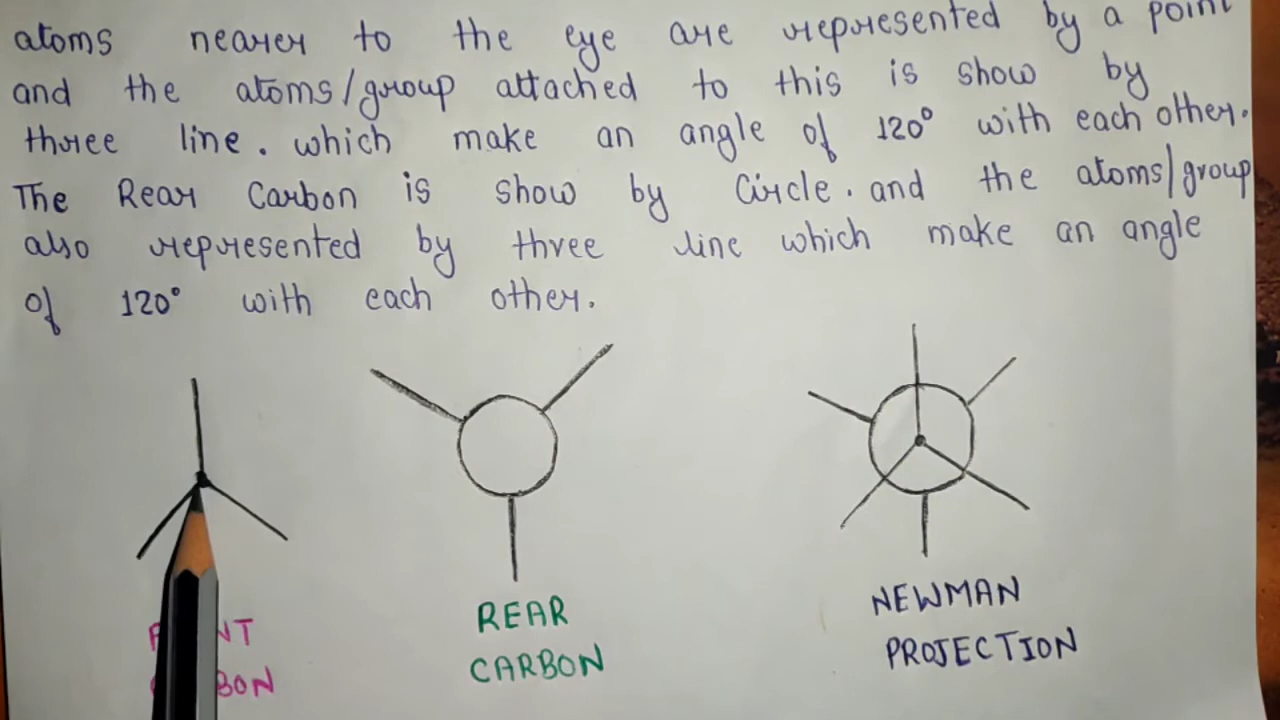 atoms nearer to the eye are represented by a point
and the atoms/group attached to this is show by
three line. which make an angle of 120° with each other.
The Rear Carbon is show by Circle. and the atoms/group
also represented by three line which make an angle
of 120° with each other.
REAR
CARBON
NEWMAN
PROJECTION